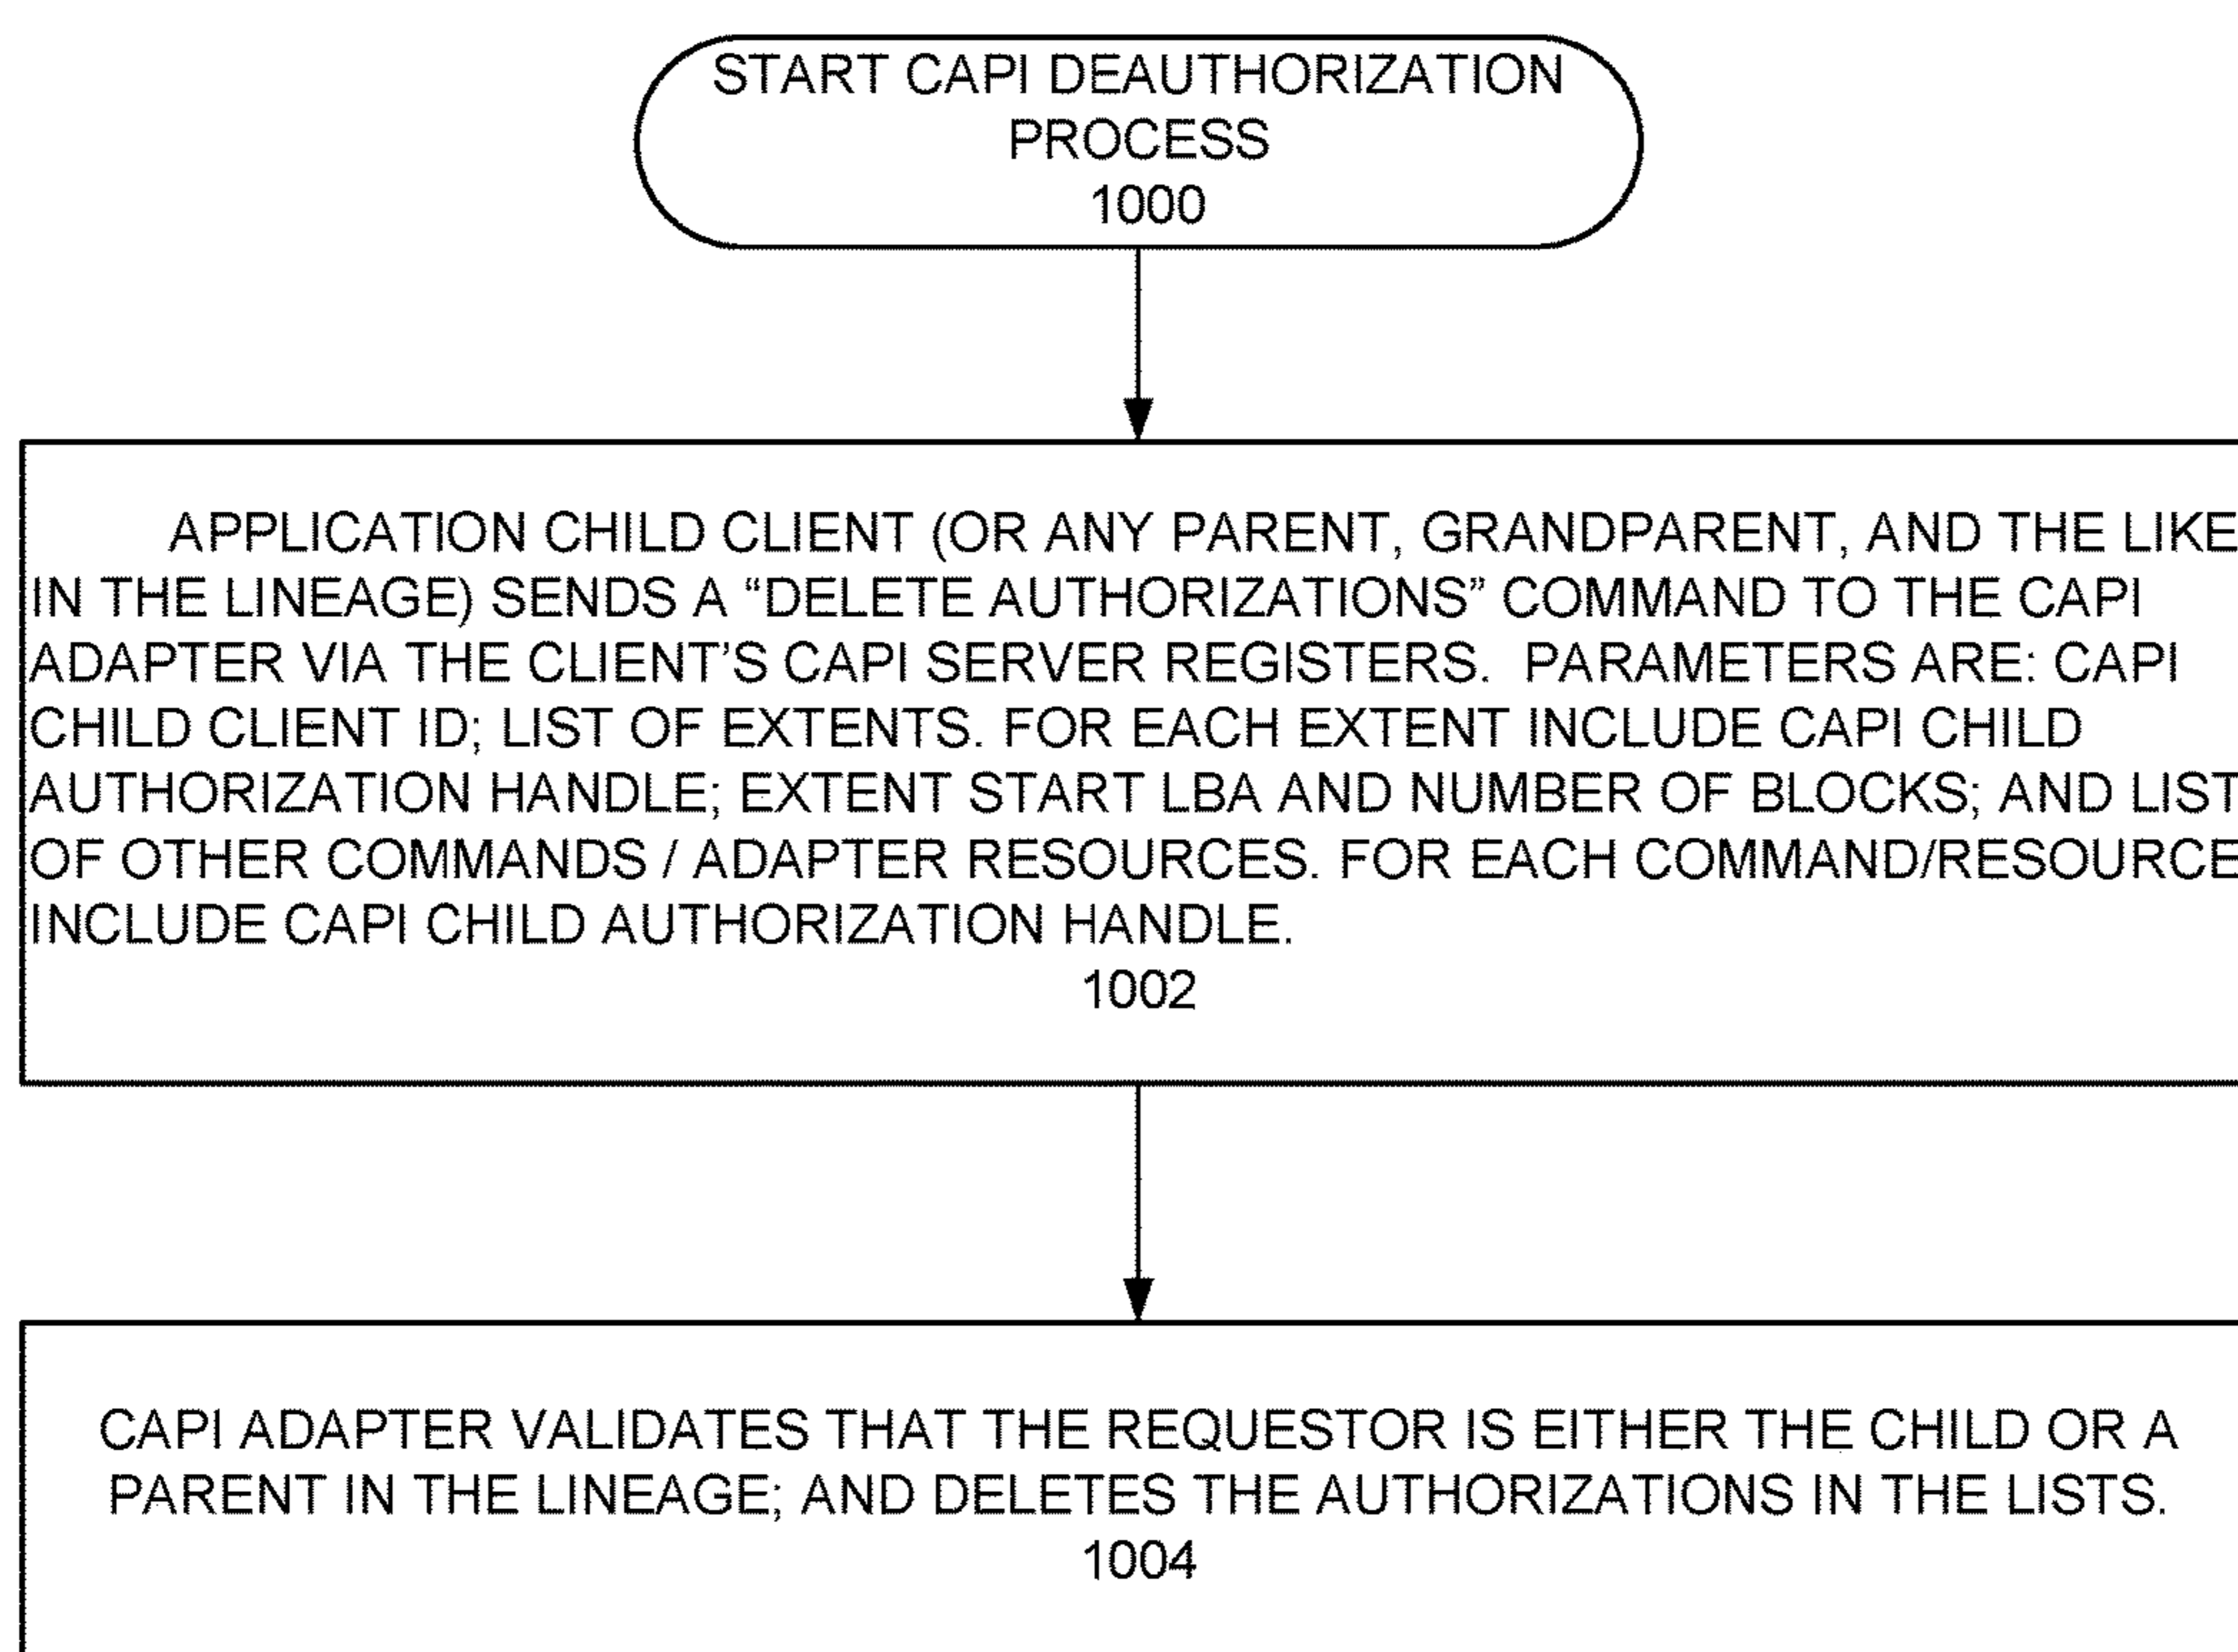 START CAPI DEAUTHORIZATION
PROCESS
1000
APPLICATION CHILD CLIENT (OR ANY PARENT, GRANDPARENT, AND THE LIKE
IN THE LINEAGE) SENDS A “DELETE AUTHORIZATIONS” COMMAND TO THE CAPI
ADAPTER VIA THE CLIENT’S CAPI SERVER REGISTERS. PARAMETERS ARE: CAPI
CHILD CLIENT ID; LIST OF EXTENTS. FOR EACH EXTENT INCLUDE CAPI CHILD
AUTHORIZATION HANDLE; EXTENT START LBA AND NUMBER OF BLOCKS; AND LIST
OF OTHER COMMANDS / ADAPTER RESOURCES. FOR EACH COMMAND/RESOURCE
INCLUDE CAPI CHILD AUTHORIZATION HANDLE.
1002
CAPI ADAPTER VALIDATES THAT THE REQUESTOR IS EITHER THE CHILD OR A
PARENT IN THE LINEAGE; AND DELETES THE AUTHORIZATIONS IN THE LISTS.
1004